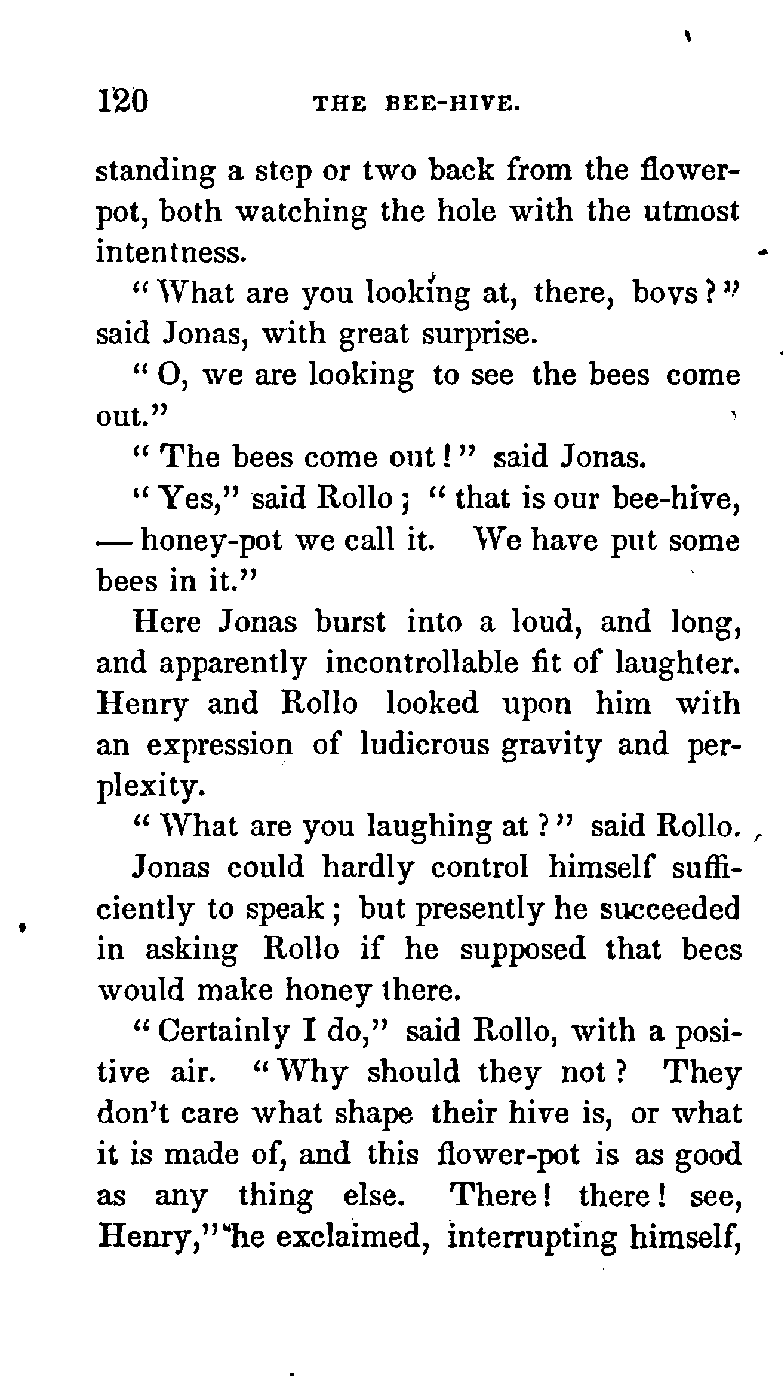 120 THE BEE-HIVE.
standing a step or two back from the flower-
pot, both watching the hole with the utmost
intentness.
“What are you looking at, there, boys?”
said Jonas, with great surprise.
“O, we are looking to see the bees come
out.”
“The bees come out!” said Jonas.
“Yes,” said Rollo; “that is our bee-hive,
—honey-pot we call it. We have put some
bees in it.”
Here Jonas burst into a loud, and long,
and apparently incontrollable fit of laughter.
Henry and Rollo looked upon him with
an expression of ludicrous gravity and per-
plexity.
“What are you laughing at?” said Rollo.
Jonas could hardly control himself suffi-
ciently to speak; but presently he succeeded
in asking Rollo if he supposed that bees
would make honey there.
“Certainly I do,” said Rollo, with a posi-
tive air. “Why should they not? They
don’t care what shape their hive is, or what
it is made of, and this flower-pot is as good
as any thing else. There! there! see,
Henry,” he exclaimed, interrupting himself,